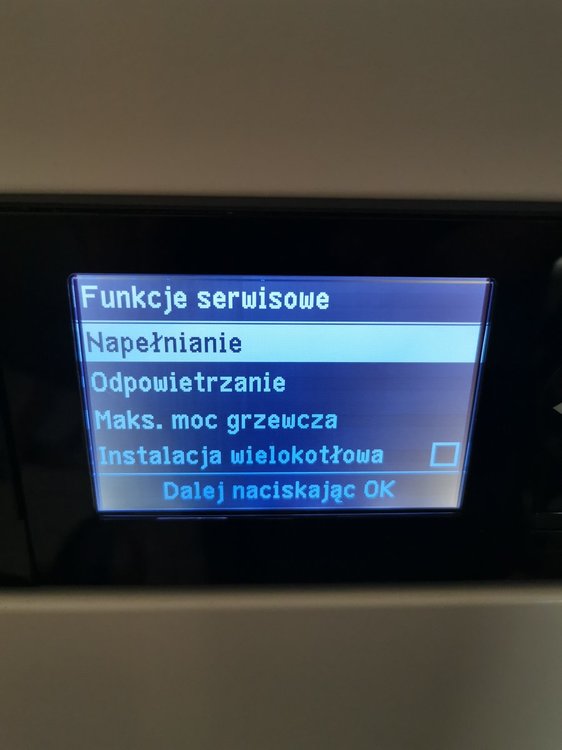 Funkcje serwisowe
Napełnianie
Odpowietrzanie
Maks. moc grzewcza
Instalacja wielokotłowa
Dalej naciskając OK